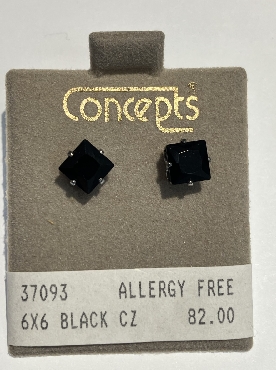 Concepts®
37093 ALLERGY FREE
6X6 BLACK CZ 82.00